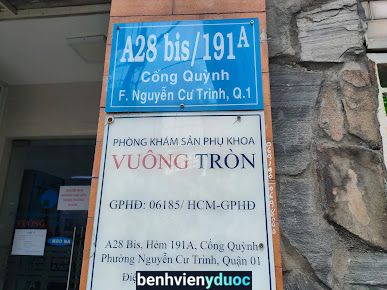 A28 bis/191A
Cống Quỳnh
F. Nguyễn Cư Trinh, Q.1
PHÒNG KHÁM SẢN PHỤ KHOA
VUÔNG TRÒN
GPHĐ: 06185/ HCM-GPHĐ
A28 Bis, Hẻm 191A, Cống Quỳnh
Phường Nguyễn Cư Trinh, Quận 01
benhvienyduoc
VUÔNG